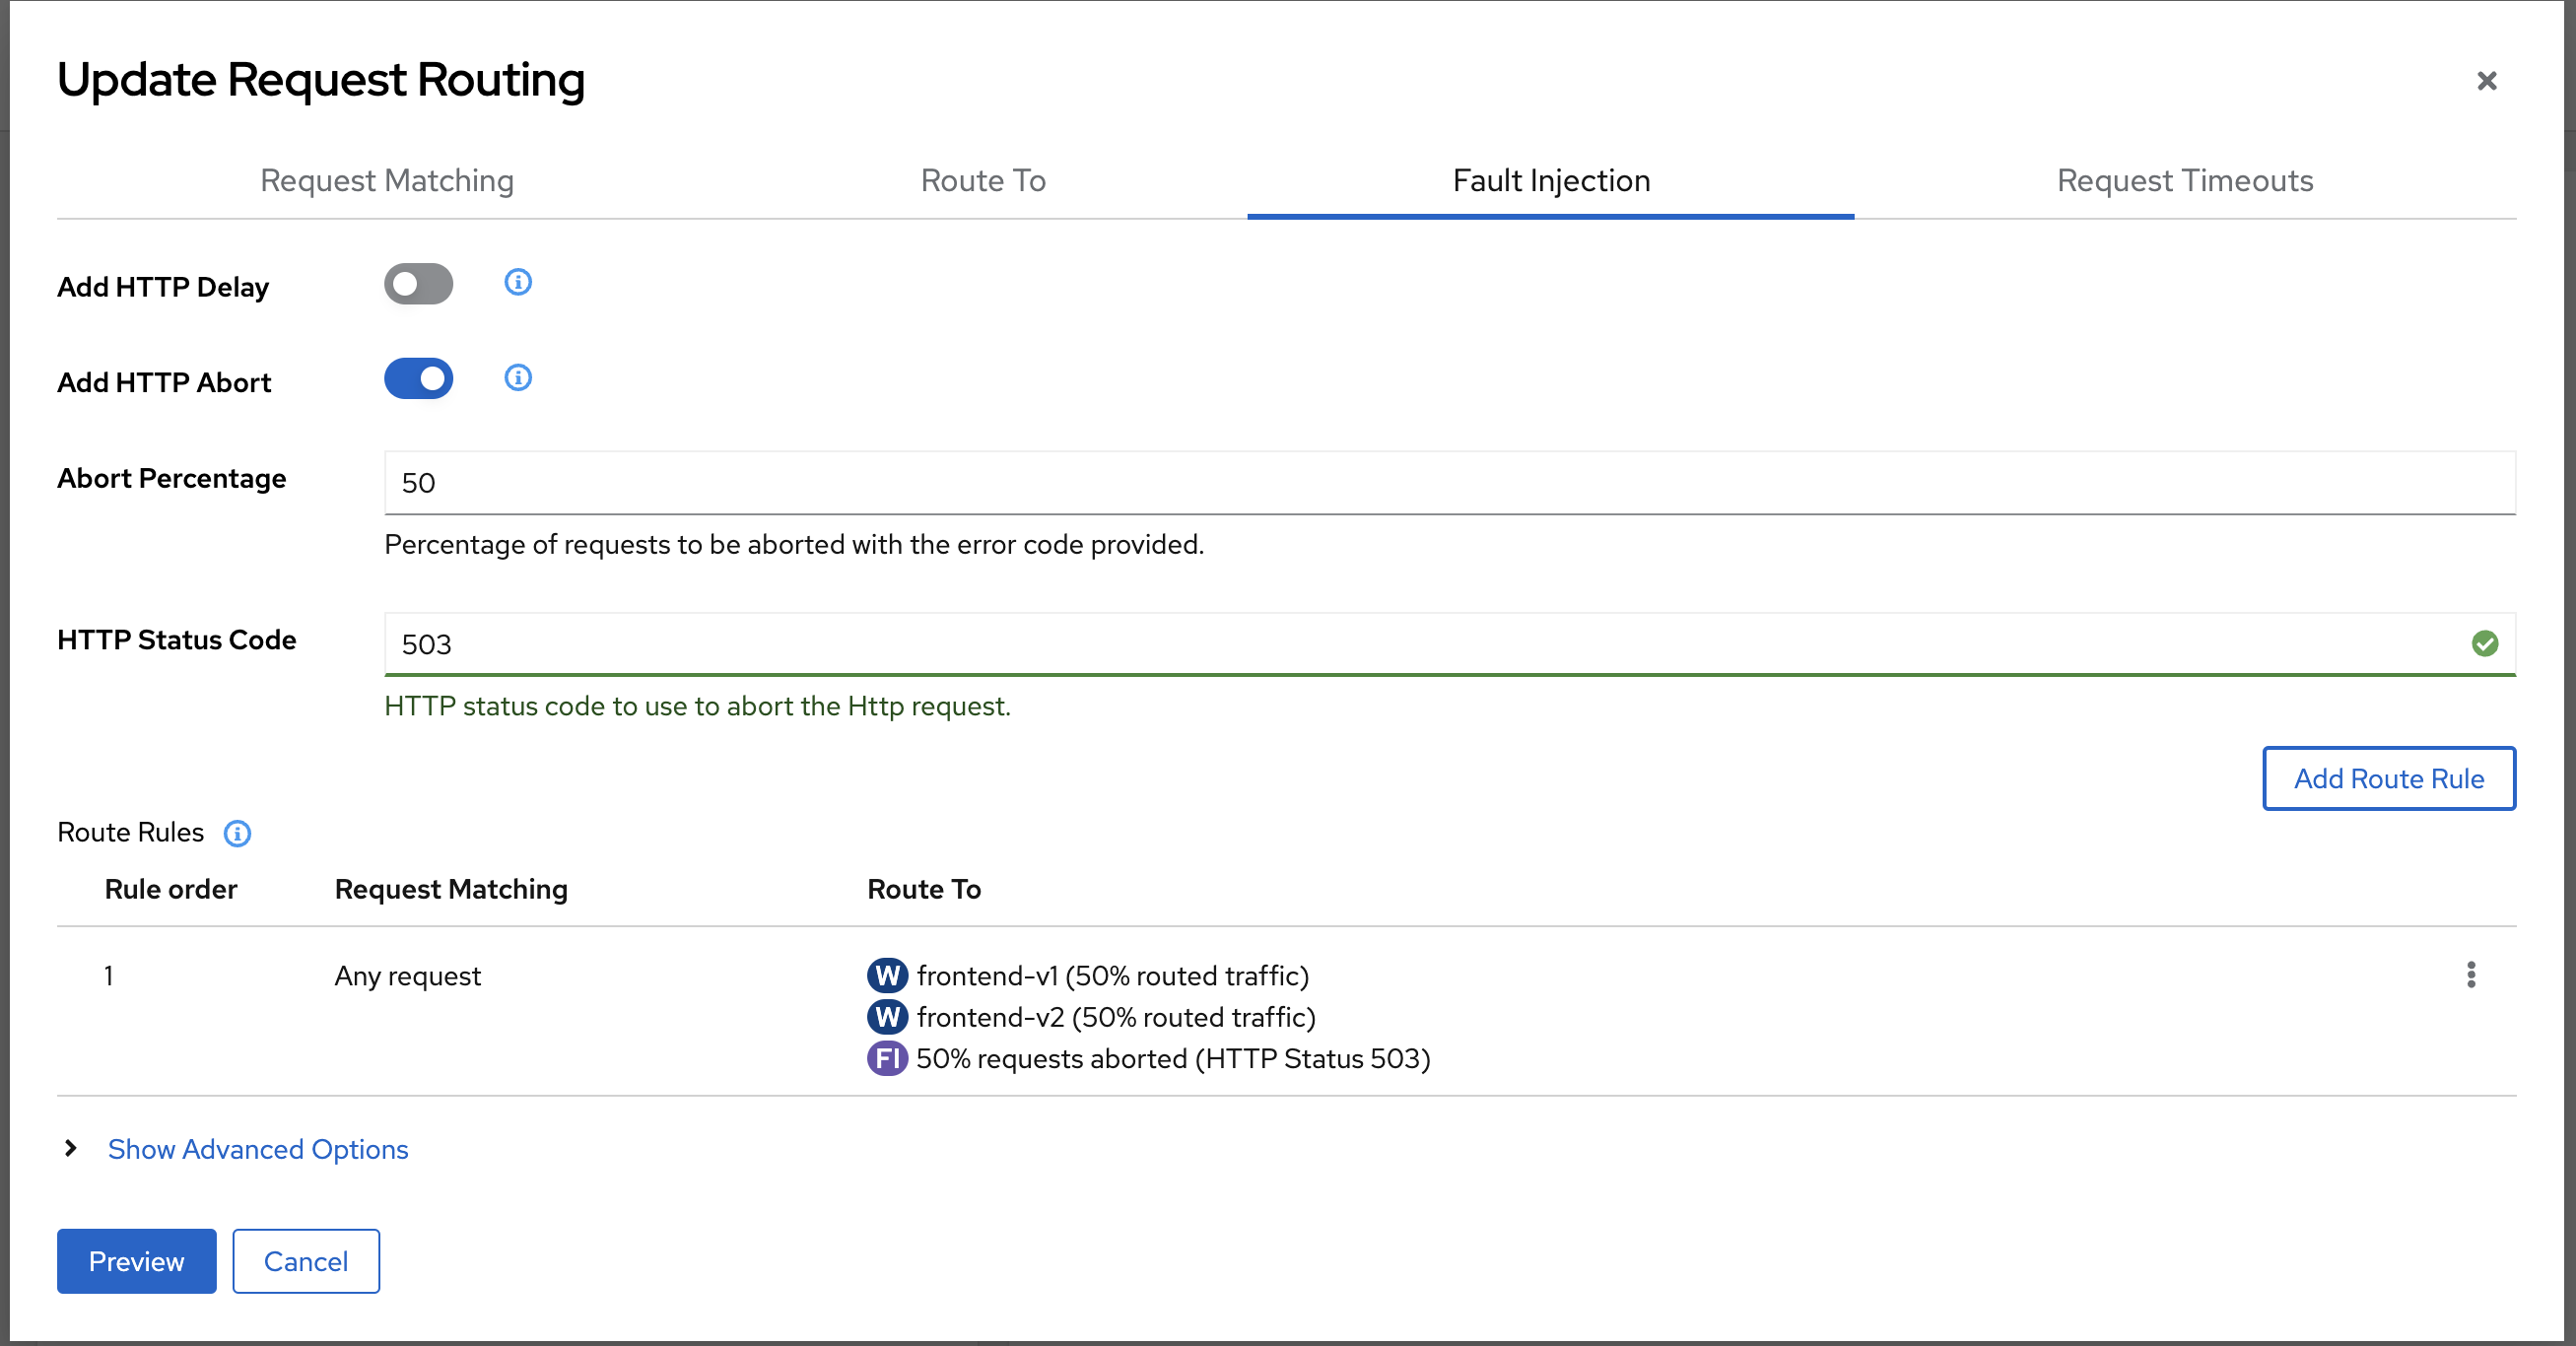 Update Request Routing
Request Matching Route To Fault Injection Request Timeouts
Add HTTP Delay
Add HTTP Abort
Abort Percentage 50
Percentage of requests to be aborted with the error code provided.
HTTP Status Code 503
HTTP status code to use to abort the Http request.
Add Route Rule
Route Rules
Rule order Request Matching Route To
1 Any request W frontend-v1 (50% routed traffic)
W frontend-v2 (50% routed traffic)
FI 50% requests aborted (HTTP Status 503)
Show Advanced Options
Preview Cancel